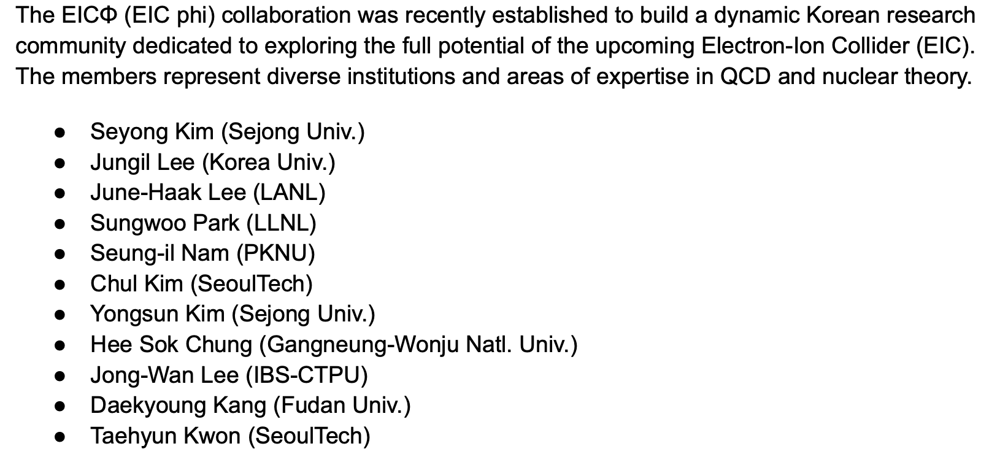 The EICΦ (EIC phi) collaboration was recently established to build a dynamic Korean research
community dedicated to exploring the full potential of the upcoming Electron-Ion Collider (EIC).
The members represent diverse institutions and areas of expertise in QCD and nuclear theory.
● Seyong Kim (Sejong Univ.)
● Jungil Lee (Korea Univ.)
● June-Haak Lee (LANL)
● Sungwoo Park (LLNL)
● Seung-il Nam (PKNU)
● Chul Kim (SeoulTech)
● Yongsun Kim (Sejong Univ.)
● Hee Sok Chung (Gangneung-Wonju Natl. Univ.)
● Jong-Wan Lee (IBS-CTPU)
● Daekyoung Kang (Fudan Univ.)
● Taehyun Kwon (SeoulTech)